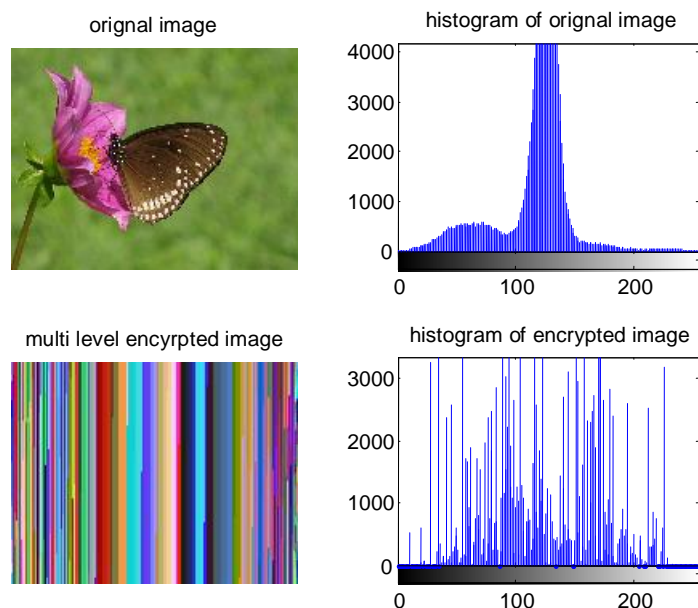 orignal image
histogram of orignal image
4000
3000
2000
1000
0
0 100 200
multi level encyrpted image
histogram of encrypted image
3000
2000
1000
0
0 100 200